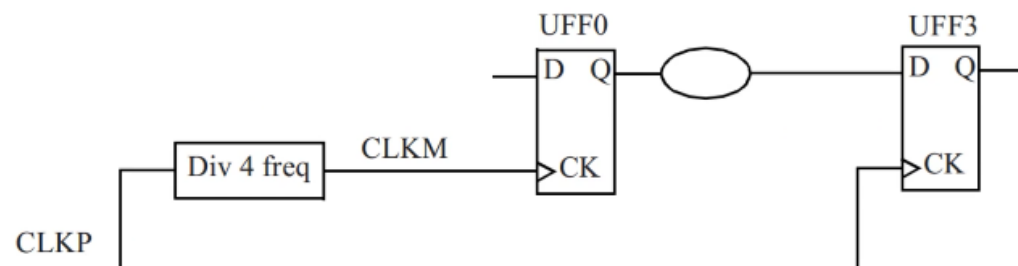 UFF0
UFF3
D Q
D Q
CLKM
Div 4 freq
CK
CK
CLKP